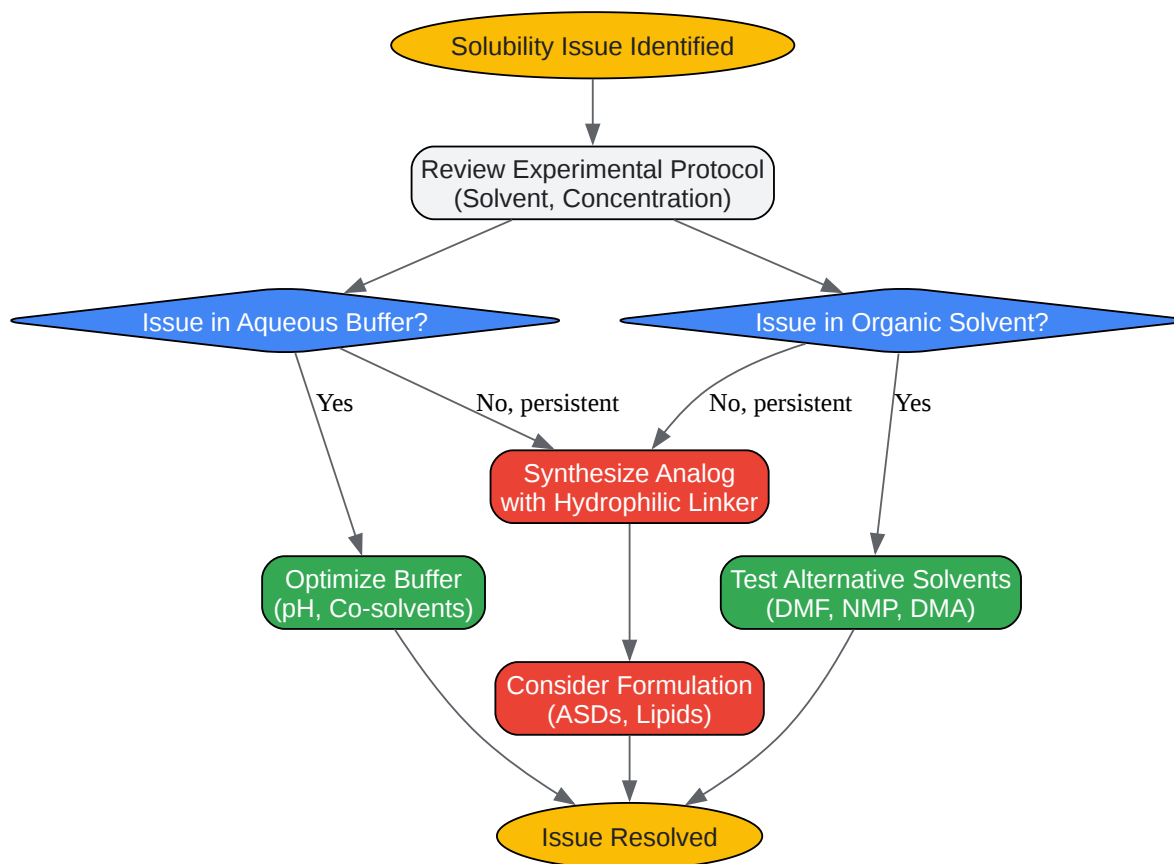 Solubility Issue Identified
Review Experimental Protocol
(Solvent, Concentration)
Issue in Aqueous Buffer?
Issue in Organic Solvent?
Yes
No, persistent
No, persistent
Yes
Synthesize Analog
with Hydrophilic Linker
Optimize Buffer
(pH, Co-solvents)
Test Alternative Solvents
(DMF, NMP, DMA)
Consider Formulation
(ASDs, Lipids)
Issue Resolved